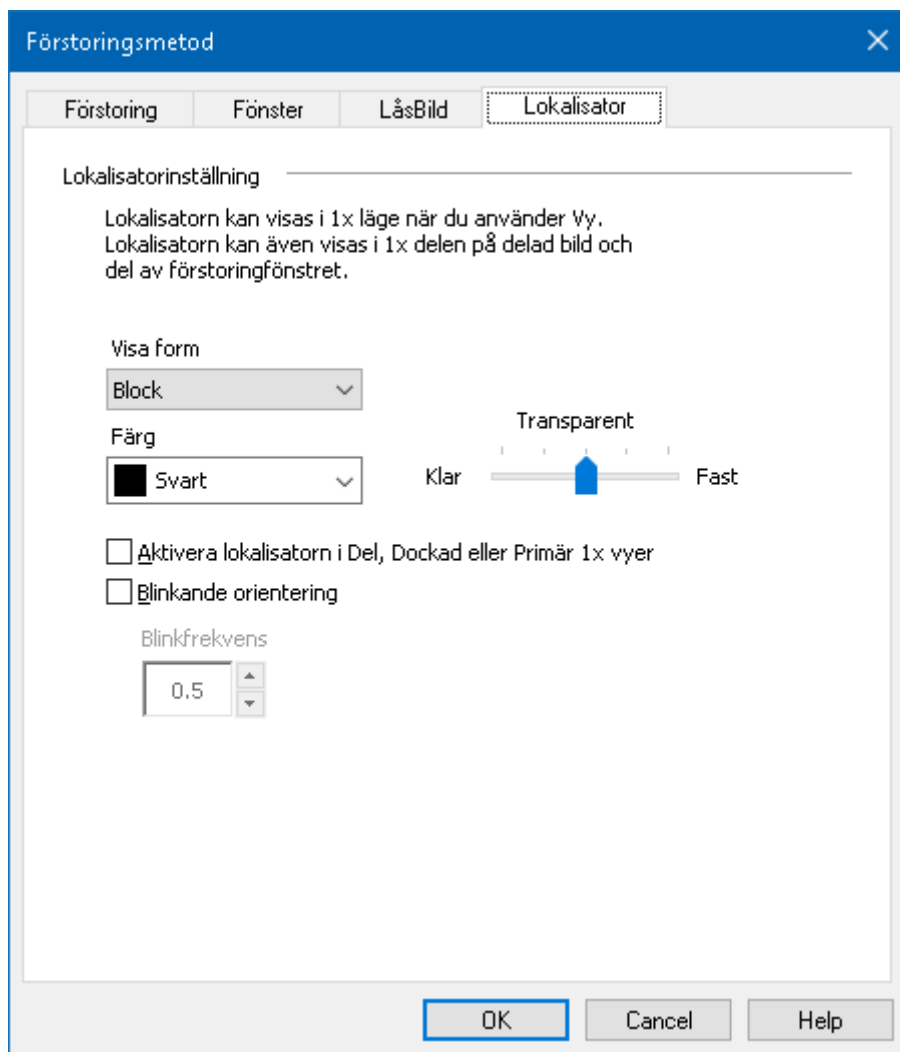 Förstoringsmetod
Förstoring Fönster LåsBild Lokalisator
Lokalisatorinställning
Lokalisatorn kan visas i 1x läge när du använder Vy.
Lokalisatorn kan även visas i 1x delen på delad bild och
del av förstoringfönstret.
Visa form
Block
Transparent
Färg
Svart
Klar Fast
Aktivera lokalisatorn i Del, Dockad eller Primär 1x vyer
Blinkande orientering
Blinkfrekvens
0.5
OK Cancel Help